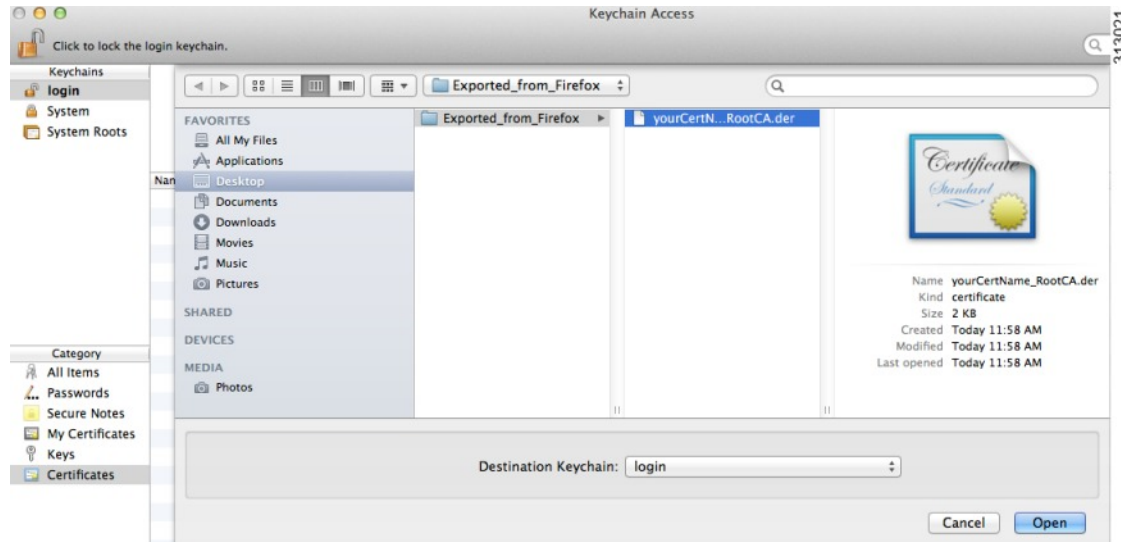 Keychain Access
313021
Click to lock the login keychain.
Keychains
login
System
System Roots
Nan
Exported_from_Firefox
FAVORITES
All My Files
Applications
Desktop
Documents
Downloads
Movies
Music
Pictures
SHARED
DEVICES
MEDIA
Photos
Exported_from_Firefox
yourCertN...RootCA.der
Certificate
Standard
Name yourCertName_RootCA.der
Kind certificate
Size 2 KB
Created Today 11:58 AM
Modified Today 11:58 AM
Last opened Today 11:58 AM
Category
All Items
Passwords
Secure Notes
My Certificates
Keys
Certificates
Destination Keychain: login
Cancel Open